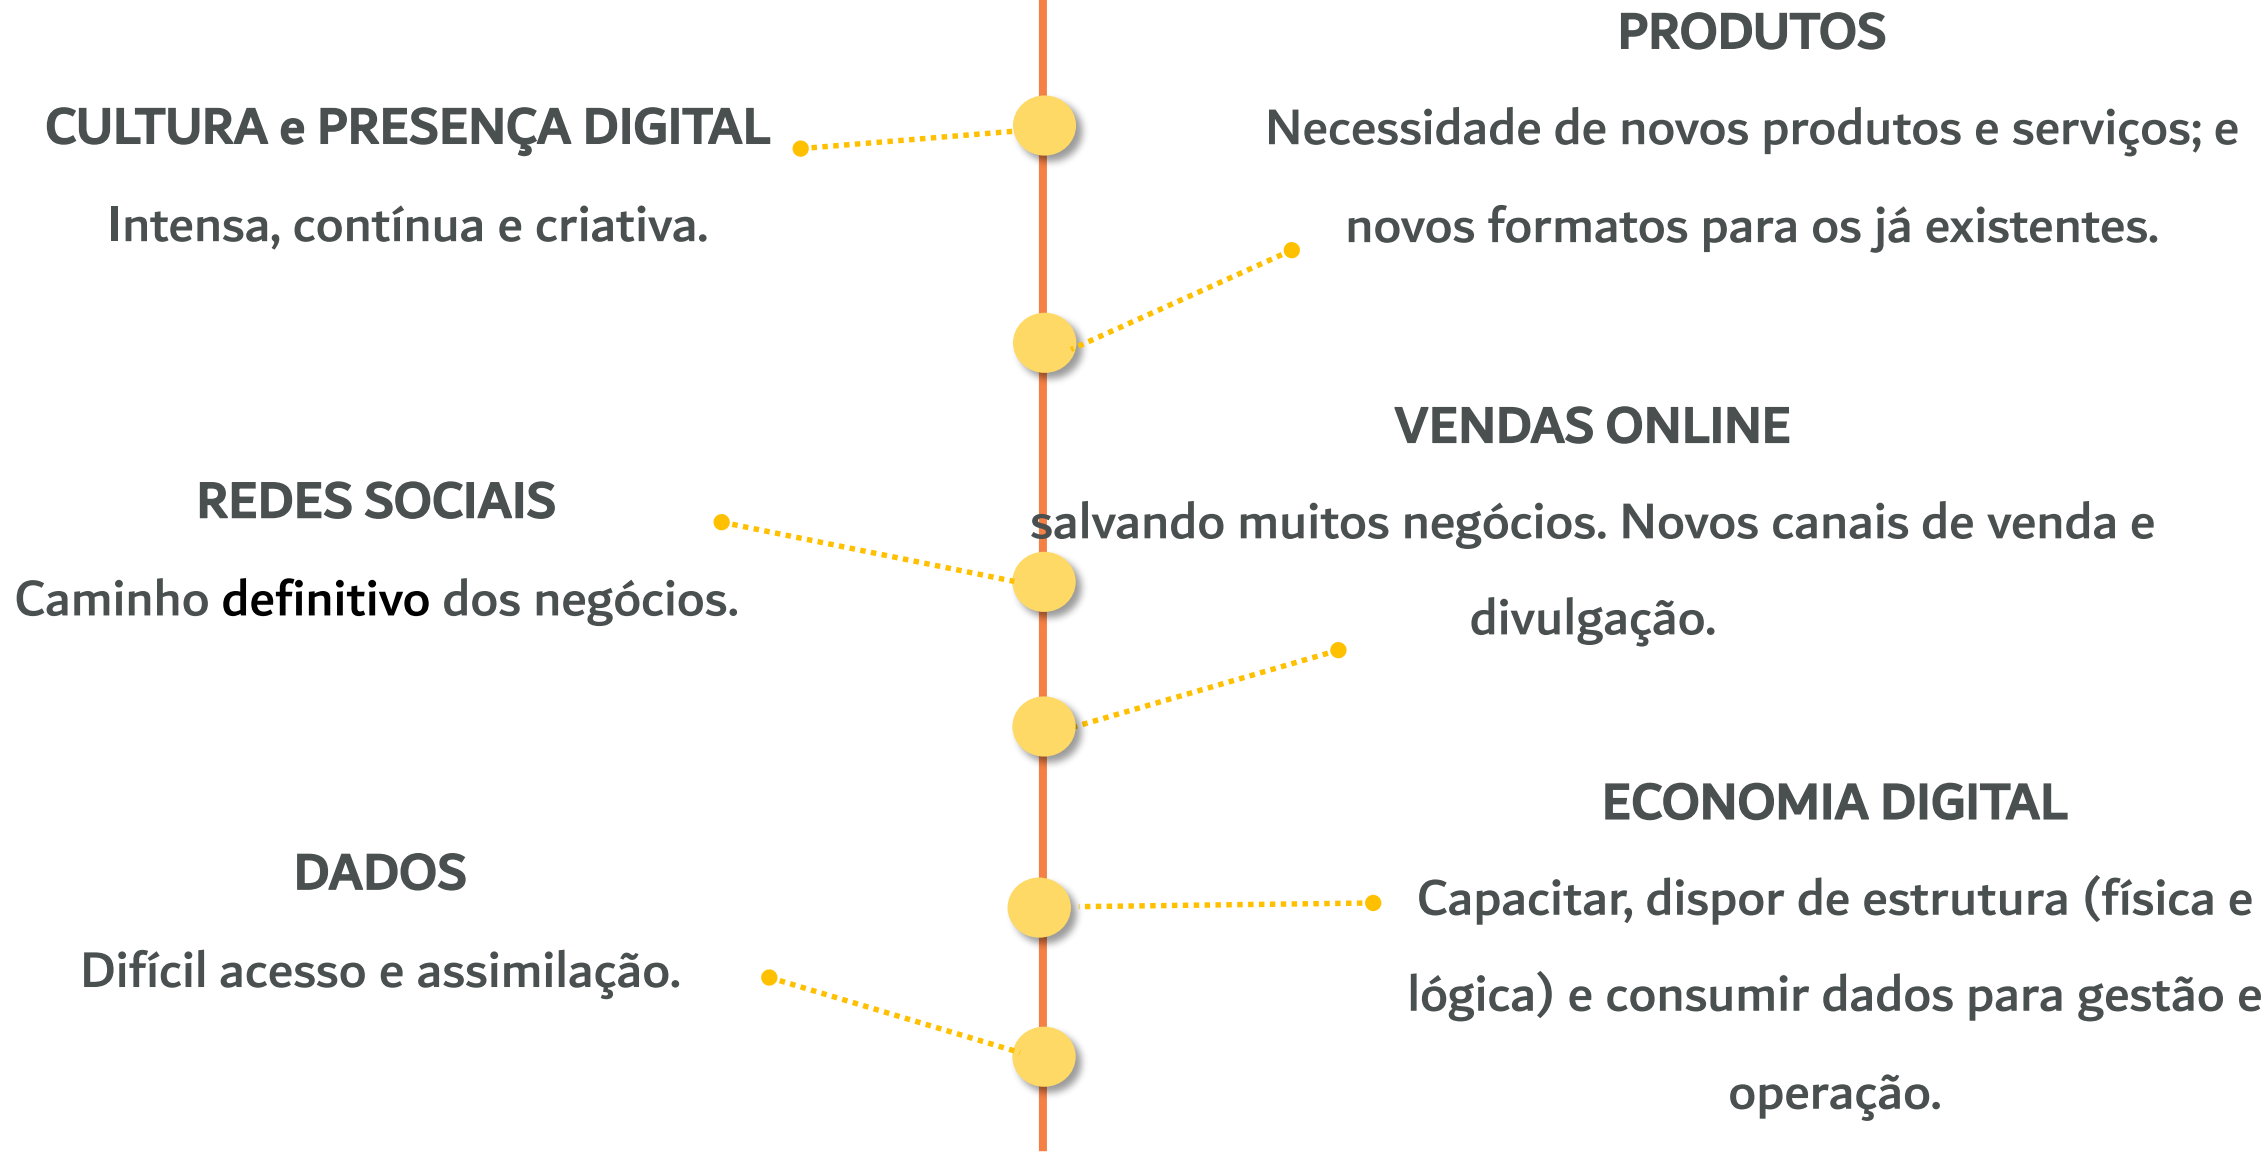 CULTURA e PRESENÇA DIGITAL
Intensa, contínua e criativa.
PRODUTOS
Necessidade de novos produtos e serviços; e
novos formatos para os já existentes.
REDES SOCIAIS
Caminho definitivo dos negócios.
VENDAS ONLINE
salvando muitos negócios. Novos canais de venda e
divulgação.
ECONOMIA DIGITAL
Capacitar, dispor de estrutura (física e
lógica) e consumir dados para gestão e
operação.
DADOS
Difícil acesso e assimilação.